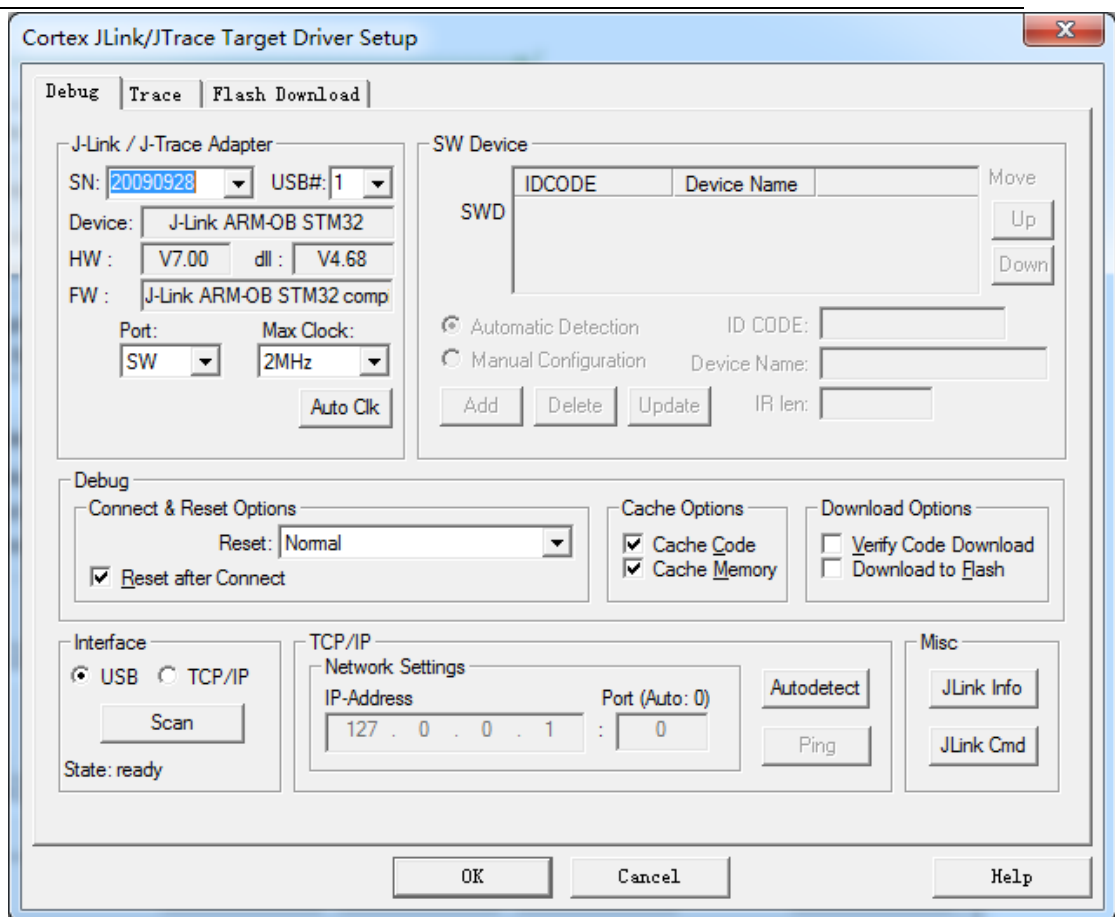 Cortex JLink/JTrace Target Driver Setup
Debug Trace Flash Download
J-Link / J-Trace Adapter
SN: 20090928 USB#: 1
Device: J-Link ARM-OB STM32
HW : V7.00 dll : V4.68
FW : J-Link ARM-OB STM32 comp
Port: Max Clock:
SW 2MHz
Auto Clk
SW Device
IDCODE Device Name Move
SWD
Up
Down
Automatic Detection ID CODE:
Manual Configuration Device Name:
Add Delete Update IR len:
Debug
Connect & Reset Options
Reset: Normal
Reset after Connect
Cache Options
Cache Code
Cache Memory
Download Options
Verify Code Download
Download to Flash
Interface
USB TCP/IP
Scan
State: ready
TCP/IP
Network Settings
IP-Address Port (Auto: 0)
127 . 0 . 0 . 1 : 0
Autodetect
Ping
Misc
JLink Info
JLink Cmd
OK Cancel Help